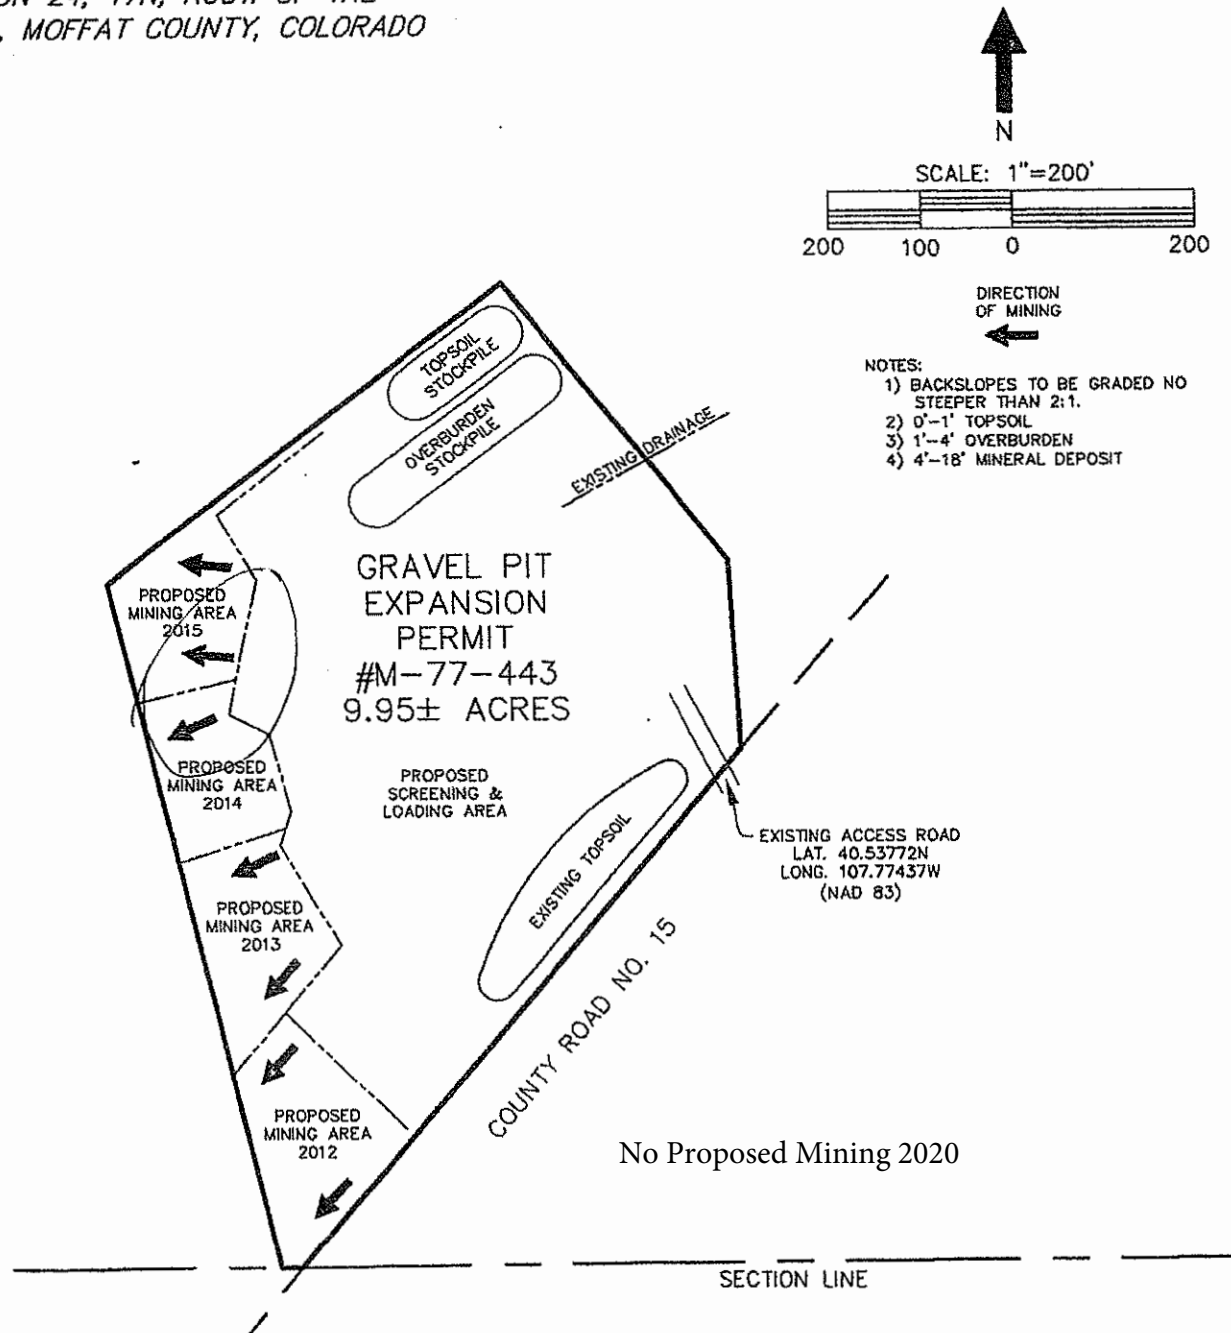 MOFFAT COUNTY, COLORADO
N
SCALE: 1"=200'
200 100 0 200
DIRECTION
OF MINING
NOTES:
1) BACKSLOPES TO BE GRADED NO
STEEPER THAN 2:1.
2) 0'-1' TOPSOIL
3) 1'-4' OVERBURDEN
4) 4'-18' MINERAL DEPOSIT
TOPSOIL
STOCKPILE
OVERBURDEN
STOCKPILE
EXISTING DRAINAGE
GRAVEL PIT
EXPANSION
PERMIT
#M-77-443
9.95± ACRES
PROPOSED
MINING AREA
2015
PROPOSED
MINING AREA
2014
PROPOSED
SCREENING &
LOADING AREA
EXISTING TOPSOIL
EXISTING ACCESS ROAD
LAT. 40.53772N
LONG. 107.77437W
(NAD 83)
PROPOSED
MINING AREA
2013
COUNTY ROAD NO. 15
PROPOSED
MINING AREA
2012
No Proposed Mining 2020
SECTION LINE